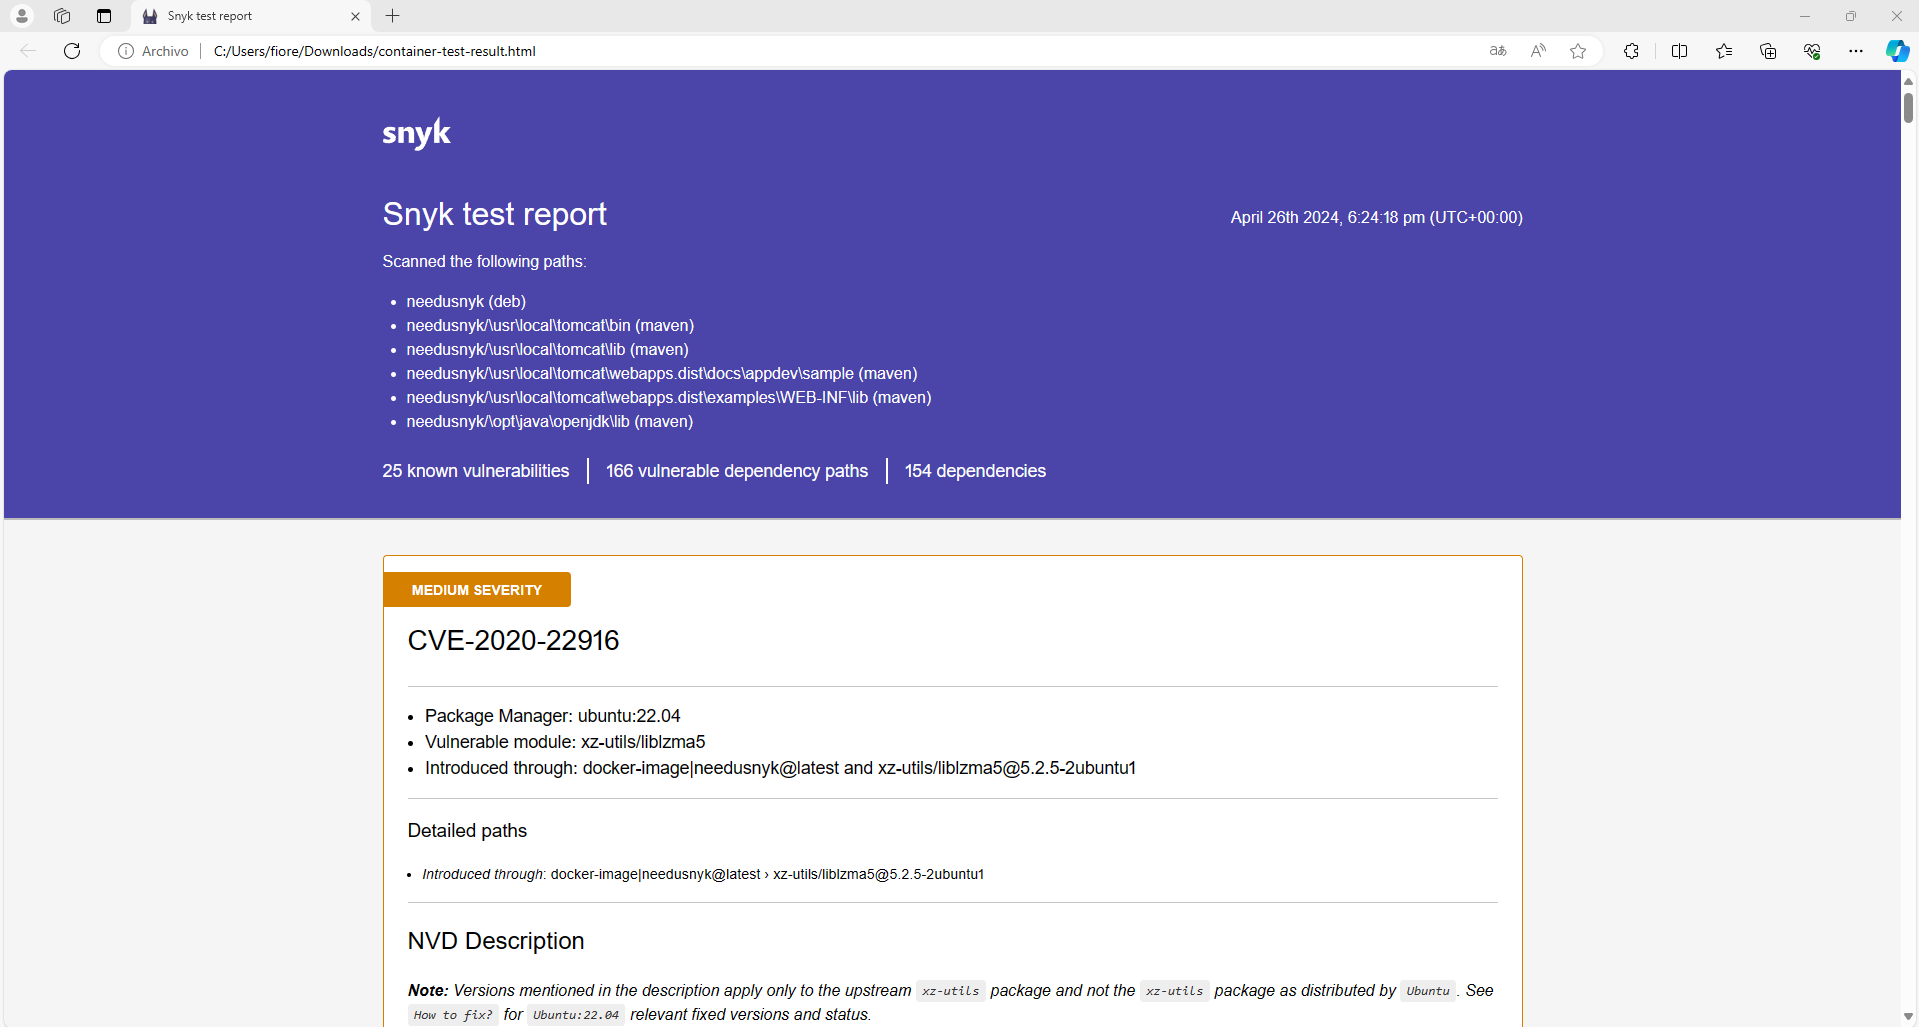 Snyk test report
Archivo
C:/Users/fiore/Downloads/container-test-result.html
snyk
Snyk test report
April 26th 2024, 6:24:18 pm (UTC+00:00)
Scanned the following paths:
• needusnyk (deb)
• needusnyk/\usr\local\tomcat\bin (maven)
• needusnyk/\usr\local\tomcat\lib (maven)
• needusnyk/\usr\local\tomcat\webapps.dist\docs\appdev\sample (maven)
• needusnyk/\usr\local\tomcat\webapps.dist\examples\WEB-INF\lib (maven)
• needusnyk/\opt\java\openjdk\lib (maven)
25 known vulnerabilities | 166 vulnerable dependency paths | 154 dependencies
MEDIUM SEVERITY
CVE-2020-22916
• Package Manager: ubuntu:22.04
• Vulnerable module: xz-utils/liblzma5
• Introduced through: docker-image|needusnyk@latest and xz-utils/liblzma5@5.2.5-2ubuntu1
Detailed paths
• Introduced through: docker-image|needusnyk@latest › xz-utils/liblzma5@5.2.5-2ubuntu1
NVD Description
Note: Versions mentioned in the description apply only to the upstream xz-utils package and not the xz-utils package as distributed by Ubuntu . See
How to fix? for Ubuntu:22.04 relevant fixed versions and status.